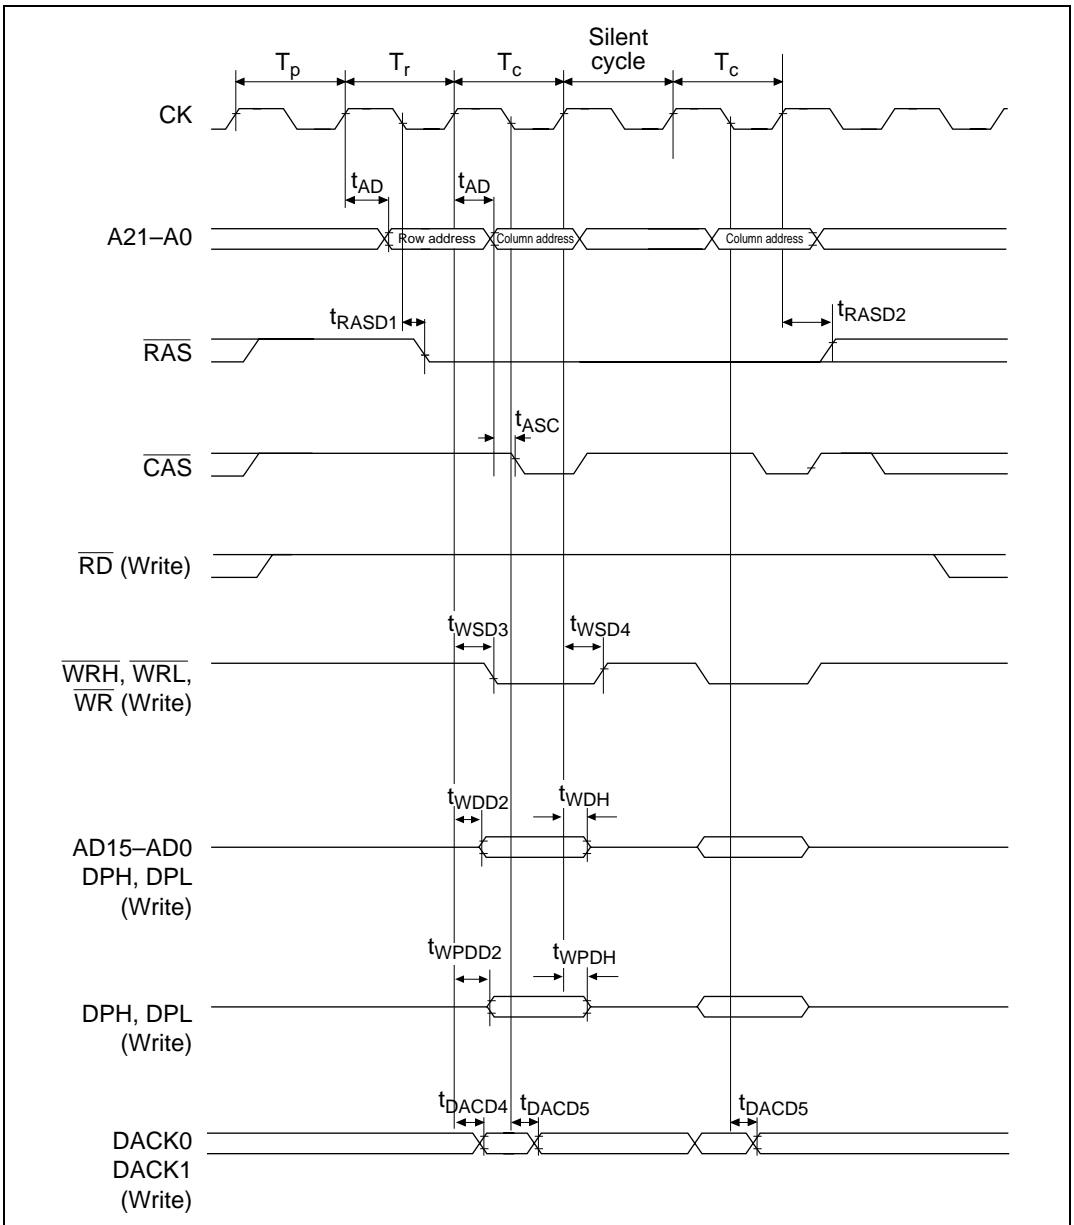 Silent
cycle
Tp
Tr
Tc
Tc
CK
tAD
tAD
A21–A0
Row address
Column address
Column address
tRASD1
tRASD2
RAS
tASC
CAS
RD (Write)
tWSD3
tWSD4
WRH, WRL,
WR (Write)
tWDD2
tWDH
AD15–AD0
DPH, DPL
(Write)
tWPDD2
tWPDH
DPH, DPL
(Write)
tDACD4
tDACD5
tDACD5
DACK0
DACK1
(Write)